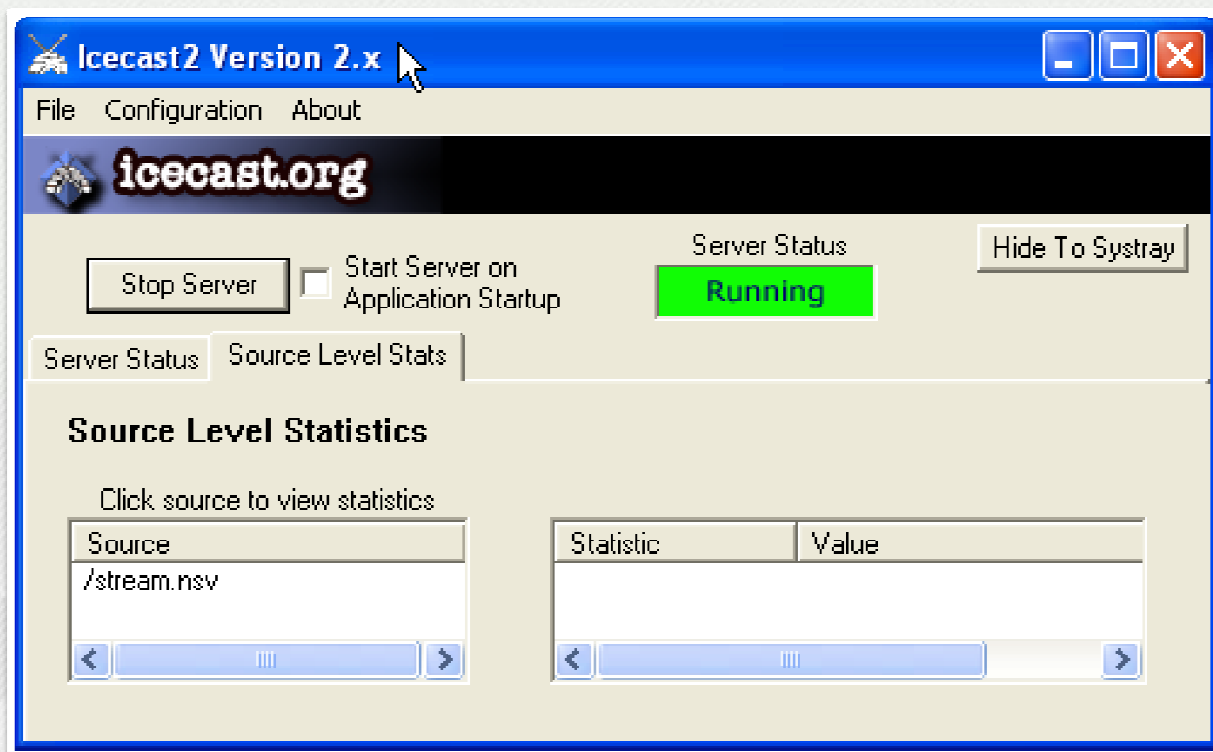 Icecast2 Version 2.x
File Configuration About
icecast.org
Stop Server
Start Server on
Application Startup
Server Status
Running
Hide To Systray
Server Status
Source Level Stats
Source Level Statistics
Click source to view statistics
Source
/stream.nsv
Statistic
Value